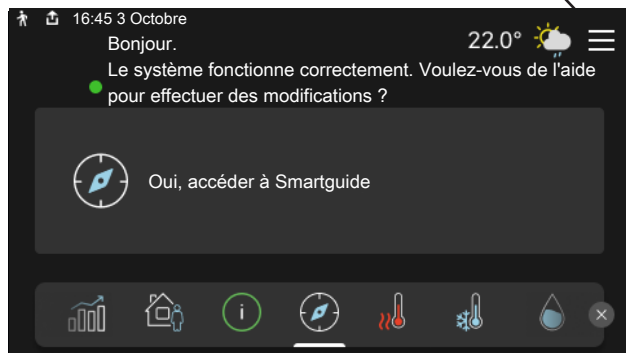 16:45 3 Octobre
Bonjour.
22.0°
Le système fonctionne correctement. Voulez-vous de l'aide
pour effectuer des modifications ?
Oui, accéder à Smartguide
i